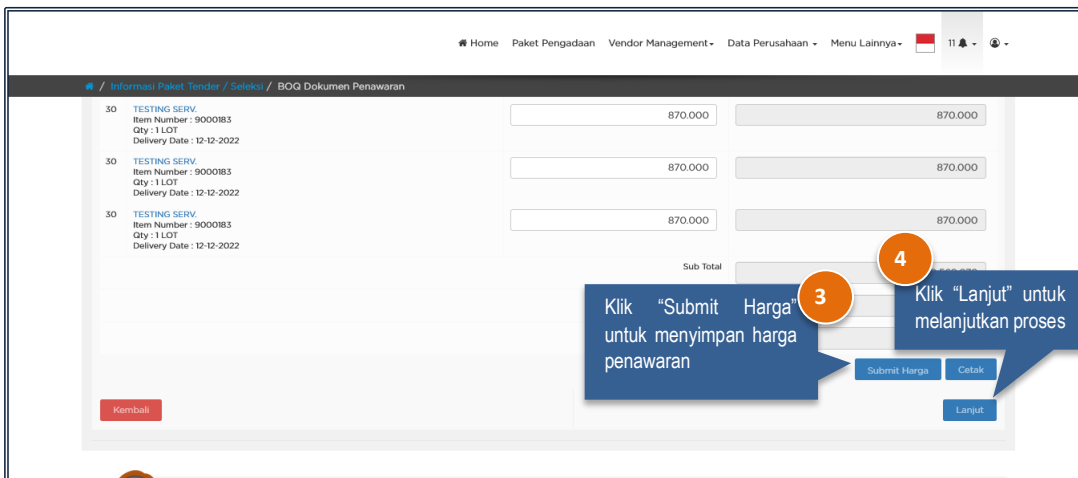 Home Paket Pengadaan Vendor Management Data Perusahaan Menu Lainnya 11
/ Informasi Paket Tender / Seleksi / BOQ Dokumen Penawaran
30 TESTING SERV. 870.000 870.000
Item Number : 9000183
Qty : 1 LOT
Delivery Date : 12-12-2022
30 TESTING SERV. 870.000 870.000
Item Number : 9000183
Qty : 1 LOT
Delivery Date : 12-12-2022
30 TESTING SERV. 870.000 870.000
Item Number : 9000183
Qty : 1 LOT
Delivery Date : 12-12-2022
Sub Total
3
Klik “Submit Harga”
untuk menyimpan harga
penawaran
4
Klik “Lanjut” untuk
melanjutkan proses
Submit Harga Cetak
Kembali Lanjut